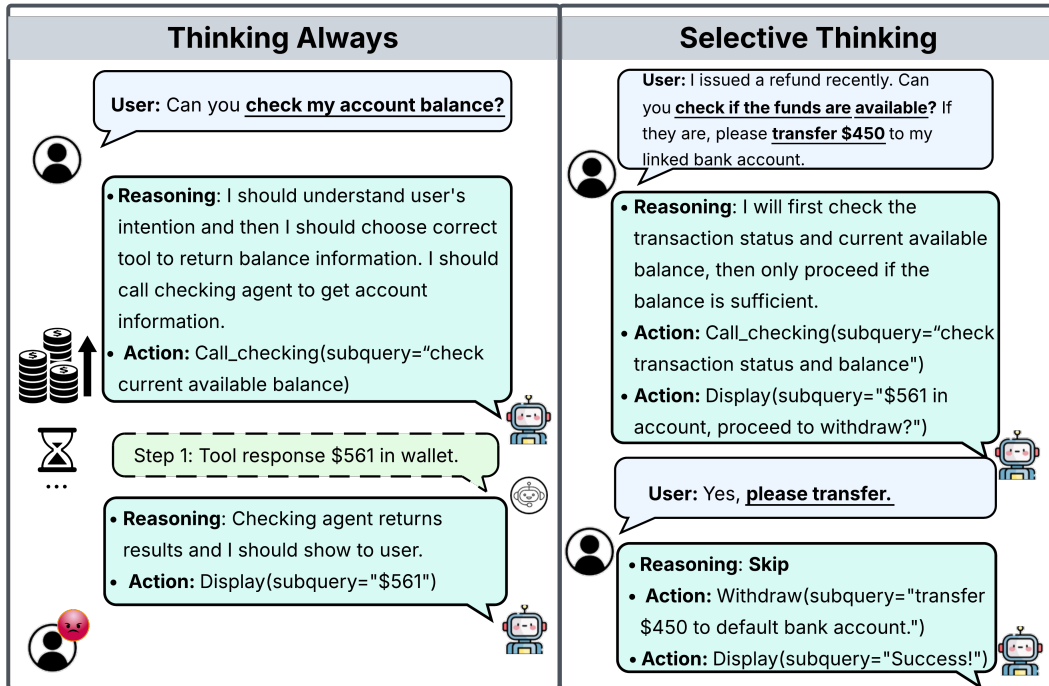 Thinking Always
User: Can you check my account balance?
• Reasoning: I should understand user's
intention and then I should choose correct
tool to return balance information. I should
call checking agent to get account
information.
• Action: Call_checking(subquery=“check
current available balance)
Step 1: Tool response $561 in wallet.
• Reasoning: Checking agent returns
results and I should show to user.
• Action: Display(subquery="$561")
Selective Thinking
User: I issued a refund recently. Can
you check if the funds are available? If
they are, please transfer $450 to my
linked bank account.
• Reasoning: I will first check the
transaction status and current available
balance, then only proceed if the
balance is sufficient.
• Action: Call_checking(subquery=“check
transaction status and balance")
• Action: Display(subquery="$561 in
account, proceed to withdraw?")
User: Yes, please transfer.
• Reasoning: Skip
• Action: Withdraw(subquery="transfer
$450 to default bank account.")
• Action: Display(subquery="Success!")